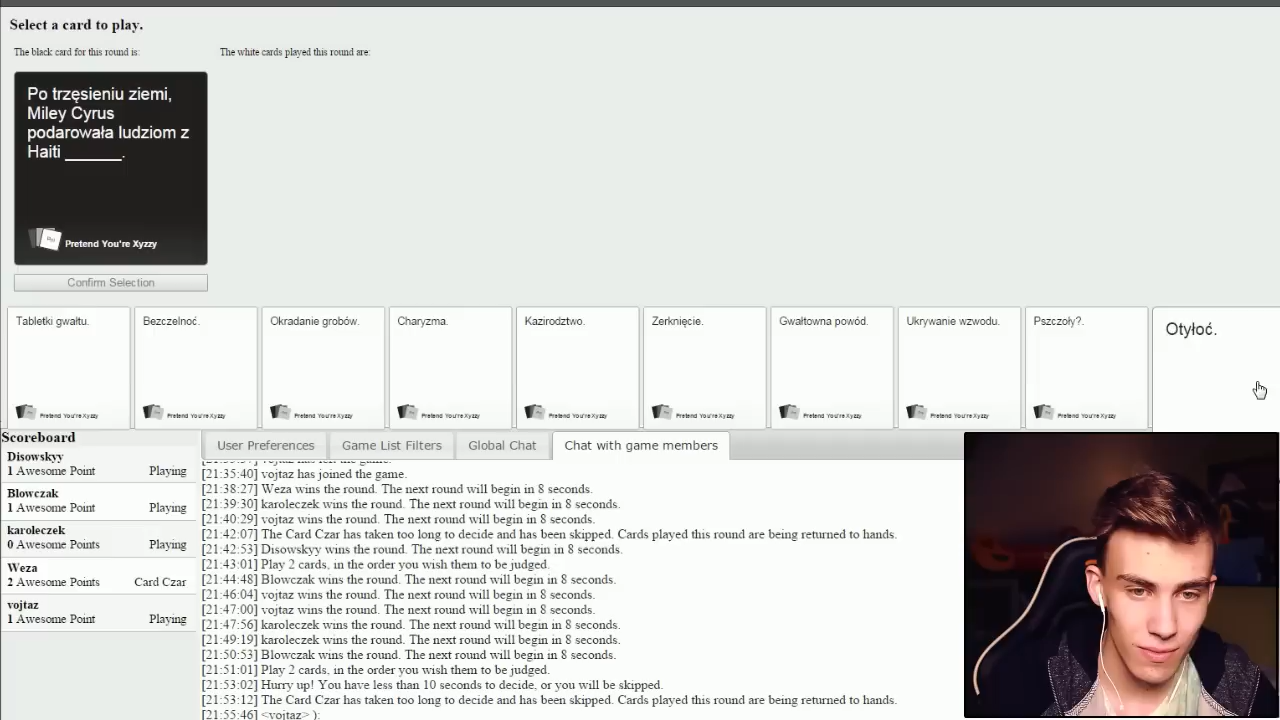 Select a card to play.
The black card for this round is:
The white cards played this round are:
Po trzęsieniu ziemi,
Miley Cyrus
podarowała ludziom z
Haiti ______.
Pretend You're Xyzzy
Confirm Selection
Tabletki gwałtu.
Bezczelnoć.
Okradanie grobów.
Charyzma.
Kazirodztwo.
Zerknięcie.
Gwałtowna powód.
Ukrywanie wzwodu.
Pszczoły?.
Otyłoć.
Pretend You're Xyzzy
Pretend You're Xyzzy
Pretend You're Xyzzy
Pretend You're Xyzzy
Pretend You're Xyzzy
Pretend You're Xyzzy
Pretend You're Xyzzy
Pretend You're Xyzzy
Pretend You're Xyzzy
Scoreboard
Disowskyy
1 Awesome Point Playing
Blowczak
1 Awesome Point Playing
karoleczek
0 Awesome Points Playing
Weza
2 Awesome Points Card Czar
vojtaz
1 Awesome Point Playing
User Preferences
Game List Filters
Global Chat
Chat with game members
vojtaz has left the game.
[21:35:40] vojtaz has joined the game.
[21:38:27] Weza wins the round. The next round will begin in 8 seconds.
[21:39:30] karoleczek wins the round. The next round will begin in 8 seconds.
[21:40:29] vojtaz wins the round. The next round will begin in 8 seconds.
[21:42:07] The Card Czar has taken too long to decide and has been skipped. Cards played this round are being returned to hands.
[21:42:53] Disowskyy wins the round. The next round will begin in 8 seconds.
[21:43:01] Play 2 cards, in the order you wish them to be judged.
[21:44:48] Blowczak wins the round. The next round will begin in 8 seconds.
[21:46:04] vojtaz wins the round. The next round will begin in 8 seconds.
[21:47:00] vojtaz wins the round. The next round will begin in 8 seconds.
[21:47:56] karoleczek wins the round. The next round will begin in 8 seconds.
[21:49:19] karoleczek wins the round. The next round will begin in 8 seconds.
[21:50:53] Blowczak wins the round. The next round will begin in 8 seconds.
[21:51:01] Play 2 cards, in the order you wish them to be judged.
[21:53:02] Hurry up! You have less than 10 seconds to decide, or you will be skipped.
[21:53:12] The Card Czar has taken too long to decide and has been skipped. Cards played this round are being returned to hands.
[21:55:46] <vojtaz> ):